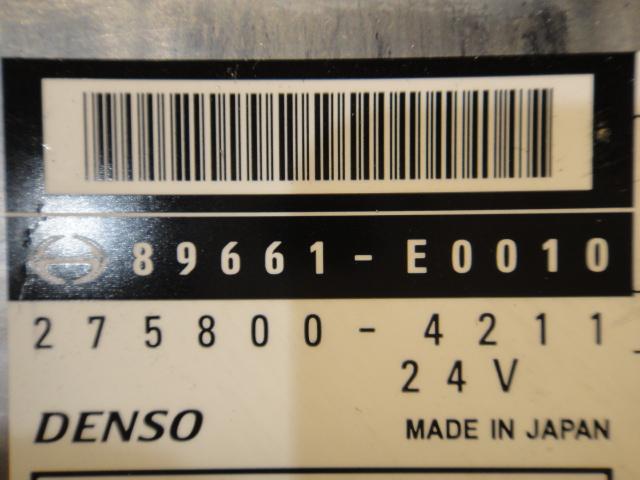 89661-E0010
275800-4211
24V
DENSO
MADE IN JAPAN